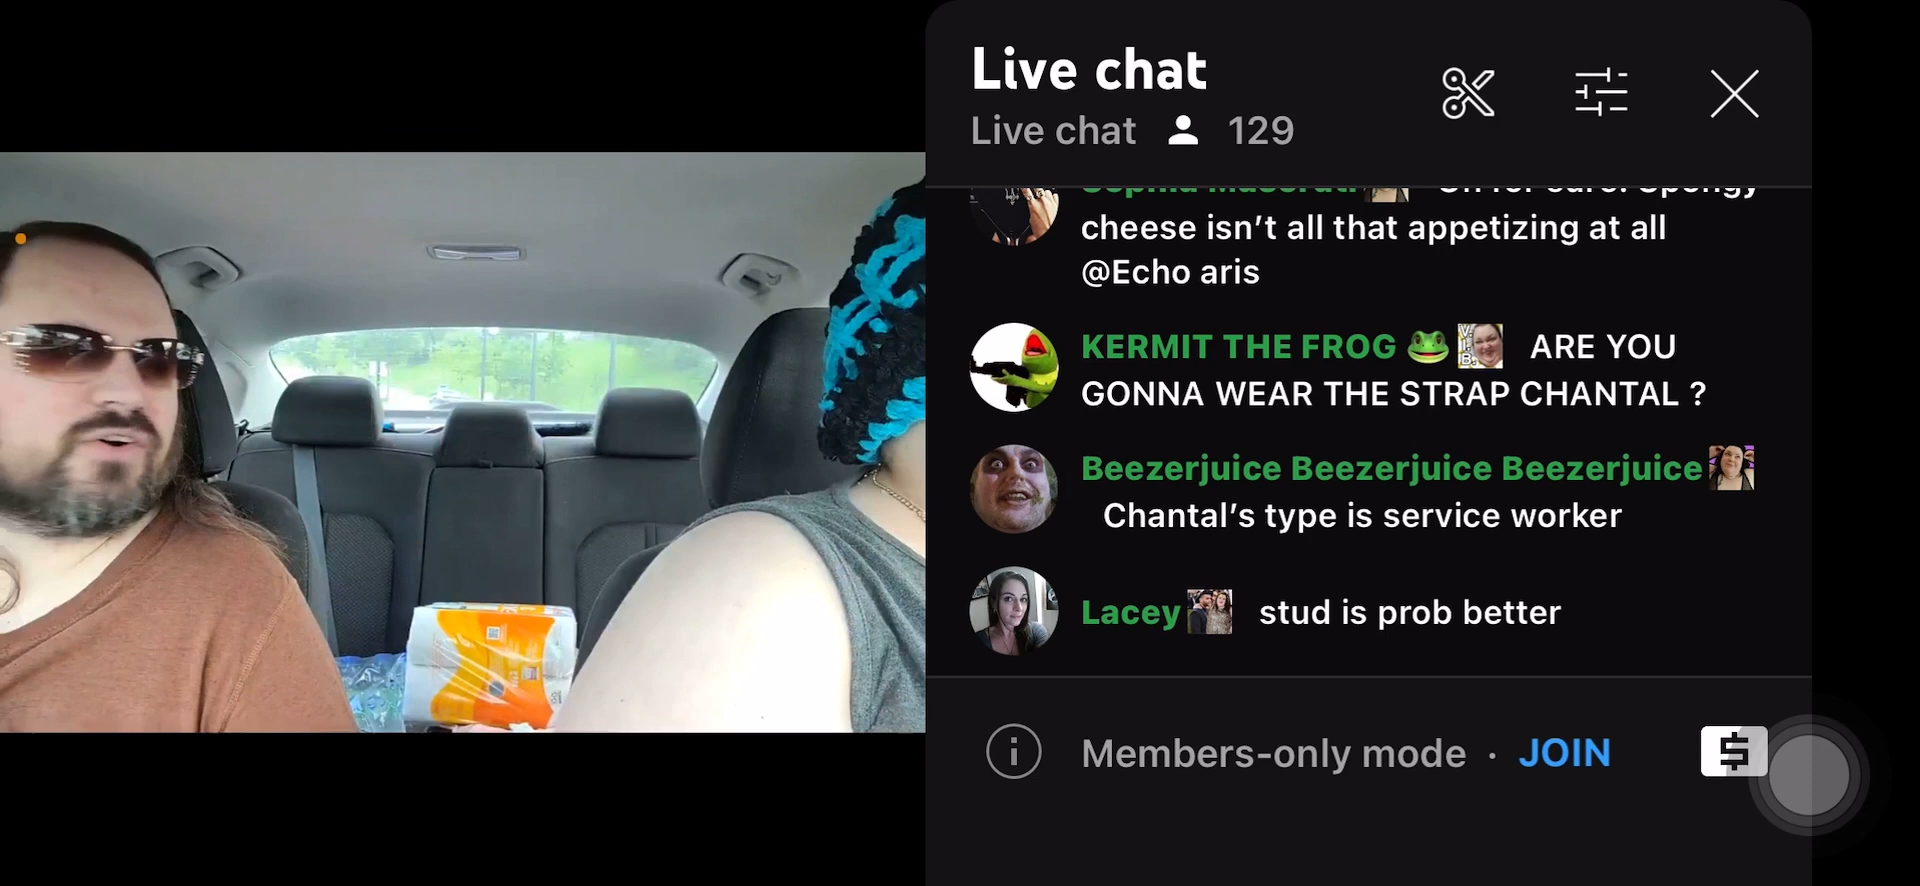 Live chat
Live chat 129
cheese isn't all that appetizing at all
@Echo aris
KERMIT THE FROG 🐸 ARE YOU
GONNA WEAR THE STRAP CHANTAL ?
Beezerjuice Beezerjuice Beezerjuice
Chantal's type is service worker
Lacey stud is prob better
Members-only mode · JOIN